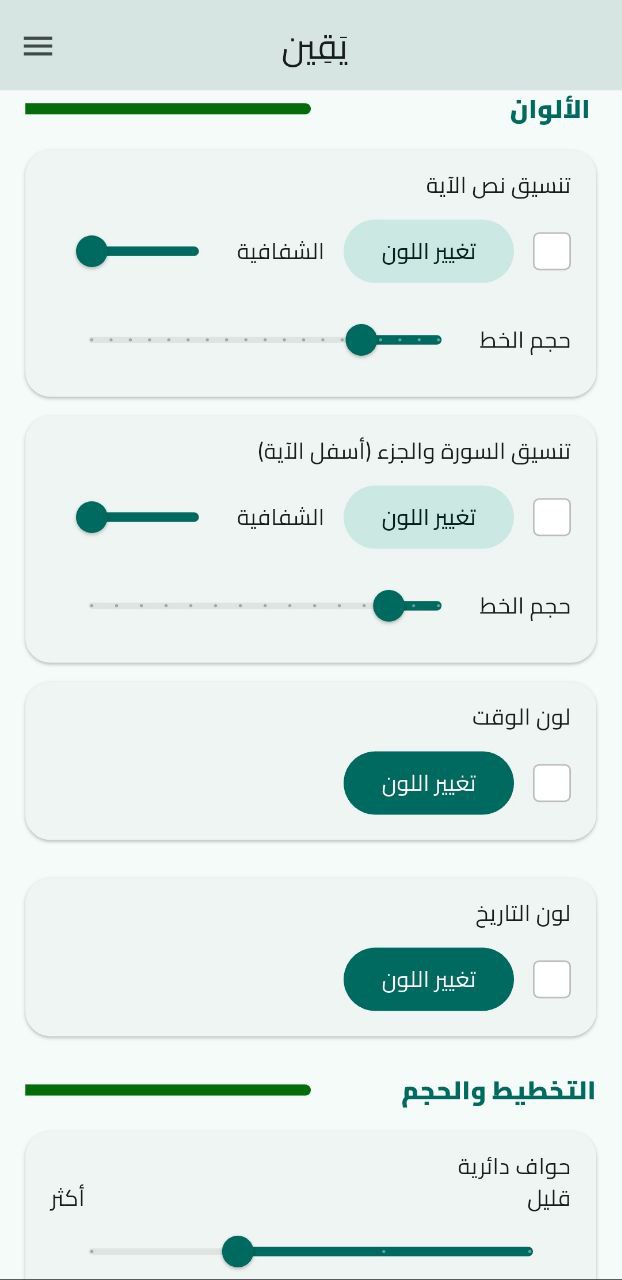 يَقِين
الألوان
تنسيق نص الآية
تغيير اللون الشفافية
حجم الخط
تنسيق السورة والجزء (أسفل الآية)
تغيير اللون الشفافية
حجم الخط
لون الوقت
تغيير اللون
لون التاريخ
تغيير اللون
التخطيط والحجم
حواف دائرية
قليل أكثر